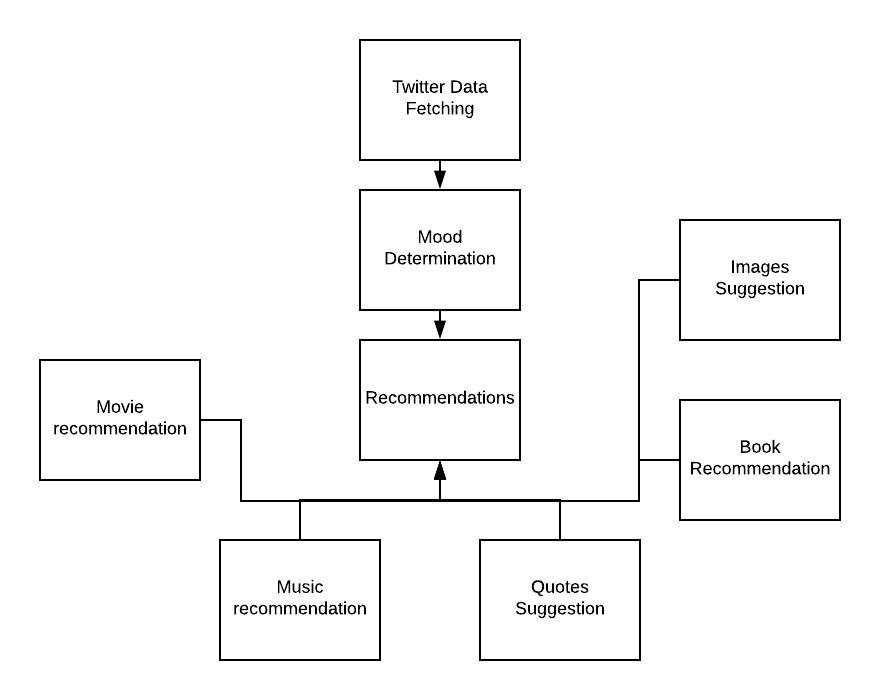 Twitter Data
Fetching
Mood
Determination
Images
Suggestion
Recommendations
Movie
recommendation
Book
Recommendation
Music
recommendation
Quotes
Suggestion